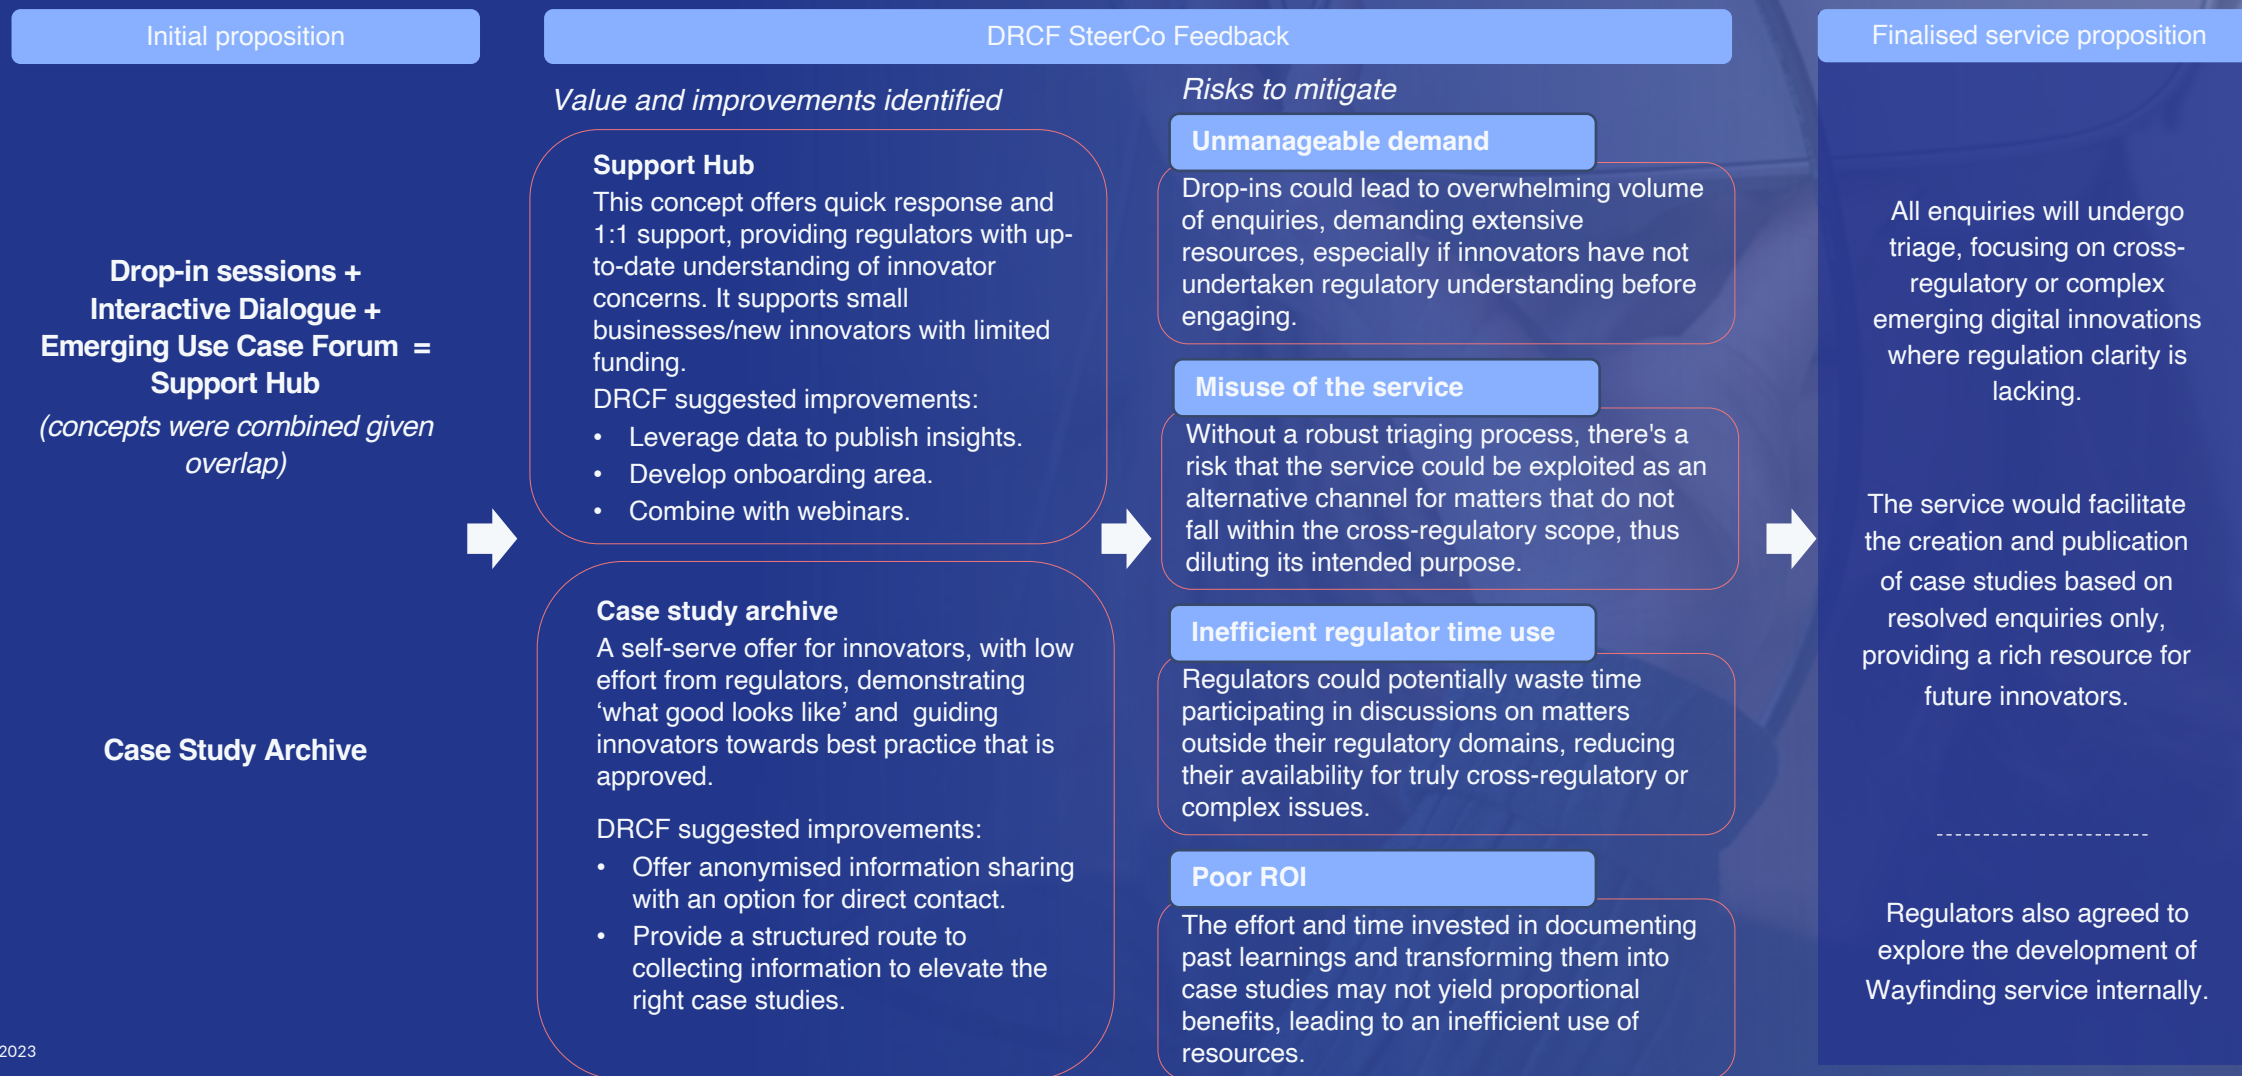 Initial proposition
DRCF SteerCo Feedback
Finalised service proposition
Drop-in sessions +
Interactive Dialogue +
Emerging Use Case Forum =
Support Hub
(concepts were combined given
overlap)
Case Study Archive
Value and improvements identified
Support Hub
This concept offers quick response and
1:1 support, providing regulators with up-
to-date understanding of innovator
concerns. It supports small
businesses/new innovators with limited
funding.
DRCF suggested improvements:
• Leverage data to publish insights.
• Develop onboarding area.
• Combine with webinars.
Case study archive
A self-serve offer for innovators, with low
effort from regulators, demonstrating
‘what good looks like’ and guiding
innovators towards best practice that is
approved.
DRCF suggested improvements:
• Offer anonymised information sharing
with an option for direct contact.
• Provide a structured route to
collecting information to elevate the
right case studies.
Risks to mitigate
Unmanageable demand
Drop-ins could lead to overwhelming volume
of enquiries, demanding extensive
resources, especially if innovators have not
undertaken regulatory understanding before
engaging.
Misuse of the service
Without a robust triaging process, there's a
risk that the service could be exploited as an
alternative channel for matters that do not
fall within the cross-regulatory scope, thus
diluting its intended purpose.
Inefficient regulator time use
Regulators could potentially waste time
participating in discussions on matters
outside their regulatory domains, reducing
their availability for truly cross-regulatory or
complex issues.
Poor ROI
The effort and time invested in documenting
past learnings and transforming them into
case studies may not yield proportional
benefits, leading to an inefficient use of
resources.
All enquiries will undergo
triage, focusing on cross-
regulatory or complex
emerging digital innovations
where regulation clarity is
lacking.
The service would facilitate
the creation and publication
of case studies based on
resolved enquiries only,
providing a rich resource for
future innovators.
-----------------------
Regulators also agreed to
explore the development of
Wayfinding service internally.
2023